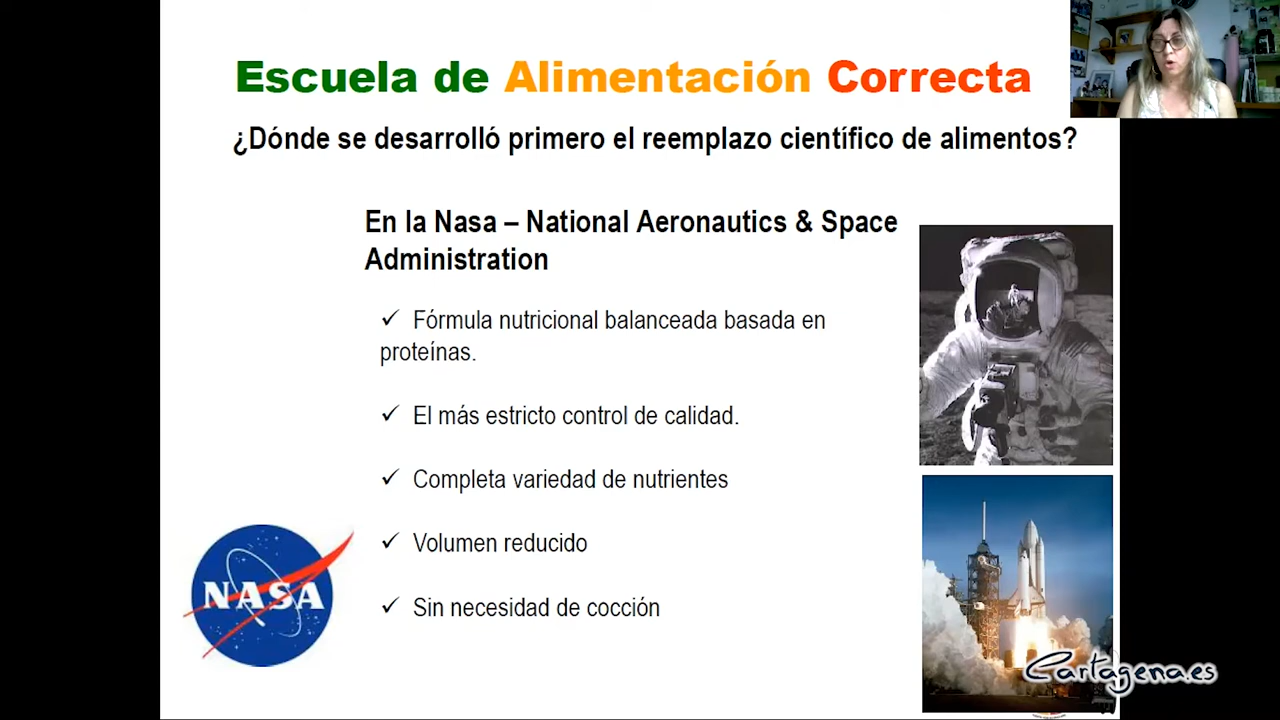 Escuela de Alimentación Correcta
¿Dónde se desarrolló primero el reemplazo científico de alimentos?
En la Nasa – National Aeronautics & Space
Administration
✓ Fórmula nutricional balanceada basada en
proteínas.
✓ El más estricto control de calidad.
✓ Completa variedad de nutrientes
✓ Volumen reducido
✓ Sin necesidad de cocción
NASA
Cartagena.es